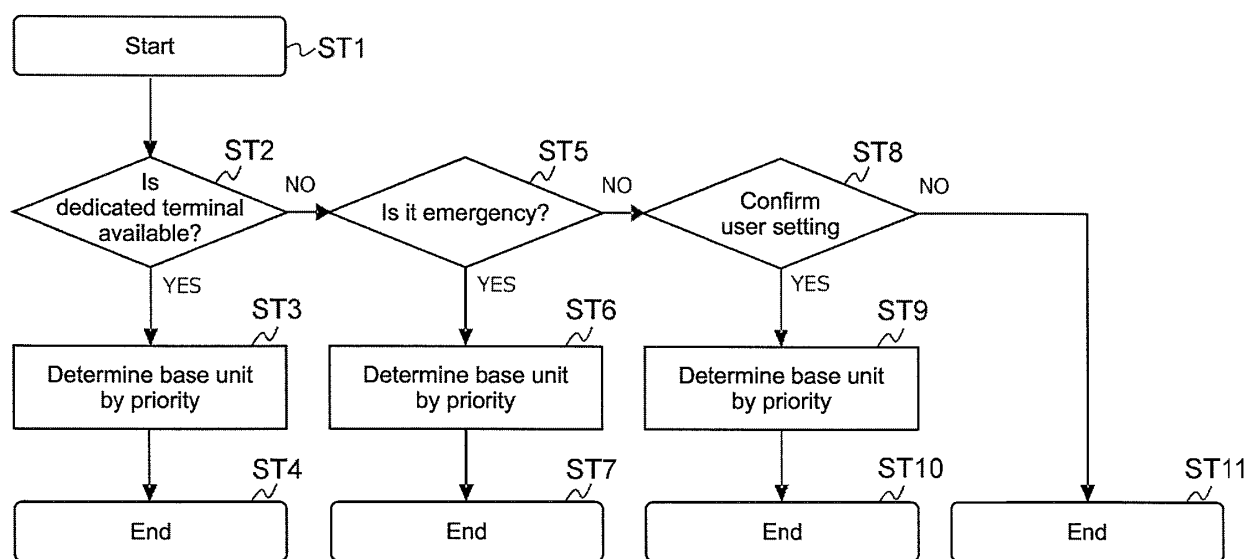 Start
ST1
ST2
Is
dedicated terminal
available?
NO
YES
ST5
Is it emergency?
NO
YES
ST8
Confirm
user setting
NO
YES
ST3
Determine base unit
by priority
ST6
Determine base unit
by priority
ST9
Determine base unit
by priority
ST4
End
ST7
End
ST10
End
ST11
End